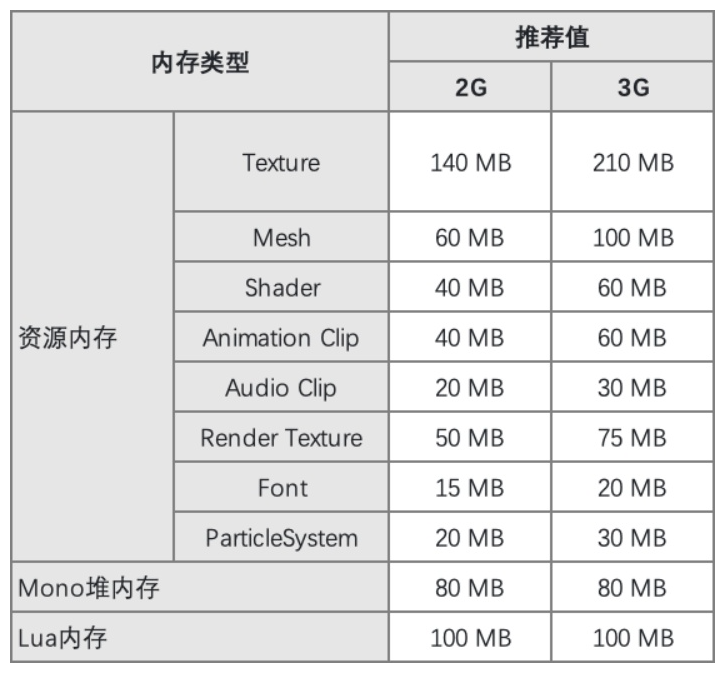 内存类型
推荐值
2G 3G
资源内存
Texture 140 MB 210 MB
Mesh 60 MB 100 MB
Shader 40 MB 60 MB
Animation Clip 40 MB 60 MB
Audio Clip 20 MB 30 MB
Render Texture 50 MB 75 MB
Font 15 MB 20 MB
ParticleSystem 20 MB 30 MB
Mono堆内存 80 MB 80 MB
Lua内存 100 MB 100 MB